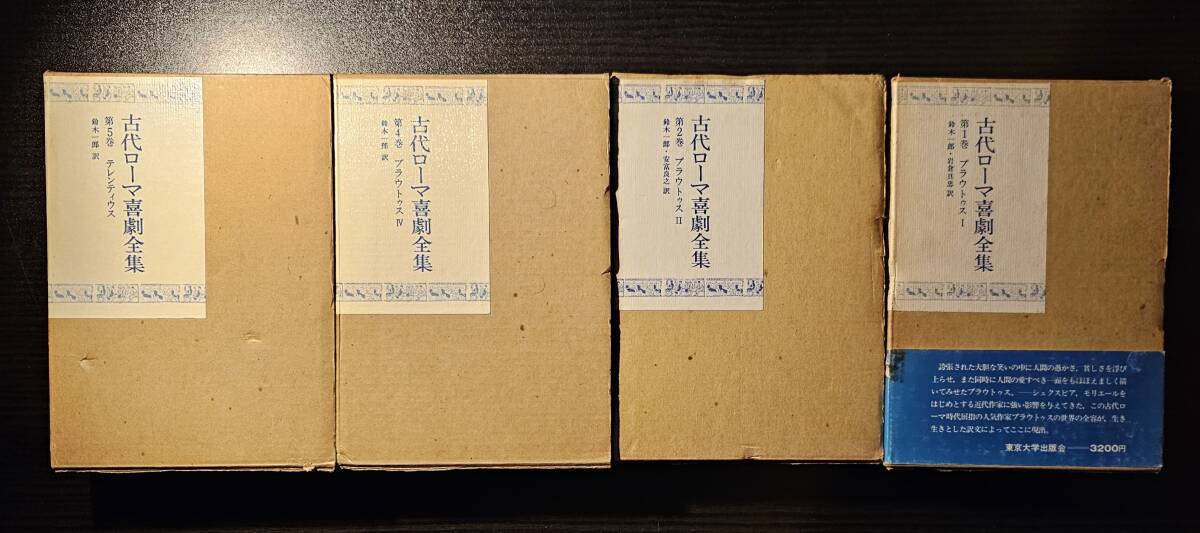 古代ローマ喜劇全集
第5巻 テレンティウス
鈴木一郎 訳
古代ローマ喜劇全集
第4巻 プラウトゥス IV
鈴木一郎 訳
古代ローマ喜劇全集
第2巻 プラウトゥス II
鈴木一郎・安富良之 訳
古代ローマ喜劇全集
第1巻 プラウトゥス I
鈴木一郎・岩倉具忠 訳
誇張された大胆な笑いの中に人間の愚かさ，貧しさを浮び
上らせ，また同時に人間の愛すべき一面をもほほえましく描
いてみせたプラウトゥス．——シェクスピア，モリエールを
はじめとする近代作家に強い影響を与えてきた，この古代ロ
ーマ時代屈指の人気作家プラウトゥスの世界の全容が，生き
生きとした訳文によってここに現出．
東京大学出版会——3200円